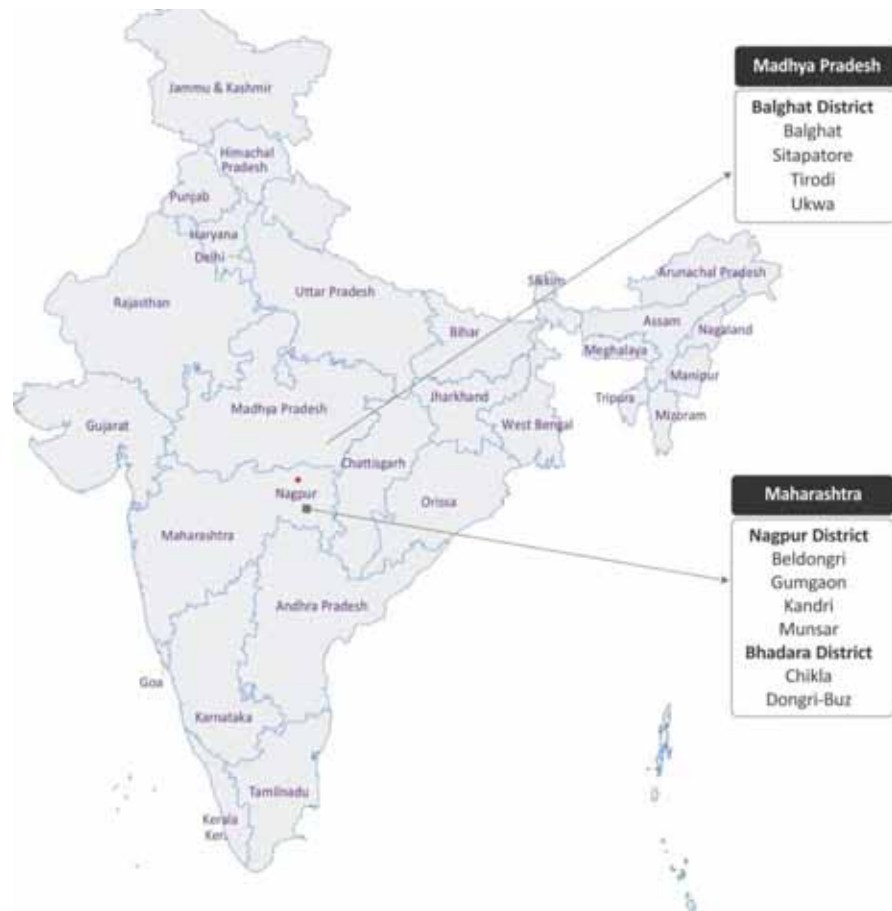 Jammu & Kashmir
Himachal
Pradesh
Punjab
Haryana
Delhi
Rajasthan
Uttar Pradesh
Bihar
Sikkim
Arunachal Pradesh
Assam
Nagaland
Meghalaya
Manipur
Tripura
Mizoram
Gujarat
Madhya Pradesh
Jharkhand
West Bengal
Chattisgarh
Nagpur
Orissa
Maharashtra
Andhra Pradesh
Goa
Karnataka
Tamilnadu
Kerala
Ker
Madhya Pradesh
Balghat District
Balghat
Sitapatore
Tirodi
Ukwa
Maharashtra
Nagpur District
Beldongri
Gumgaon
Kandri
Munsar
Bhadara District
Chikla
Dongri-Buz